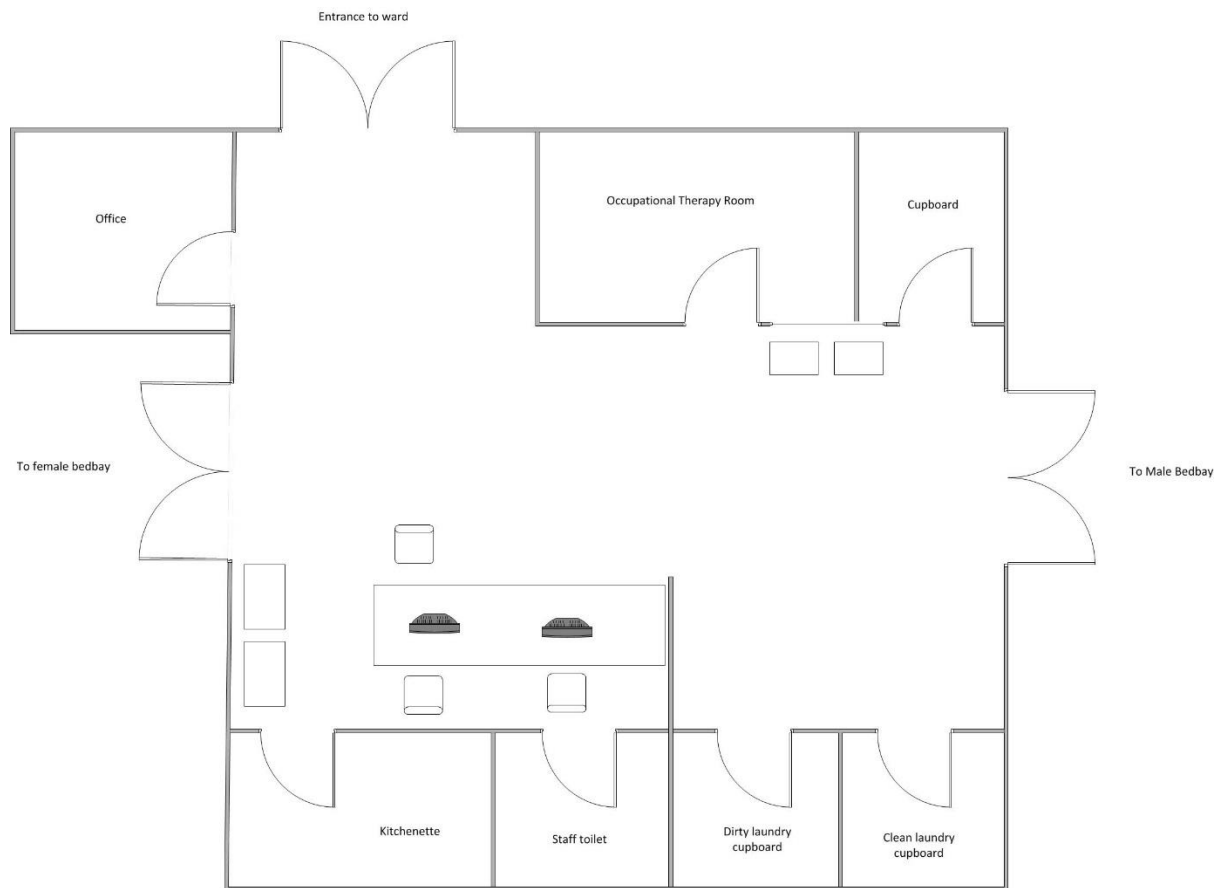 Entrance to ward
Office
Occupational Therapy Room
Cupboard
To female bedbay
To Male Bedbay
Kitchenette
Staff toilet
Dirty laundry
cupboard
Clean laundry
cupboard